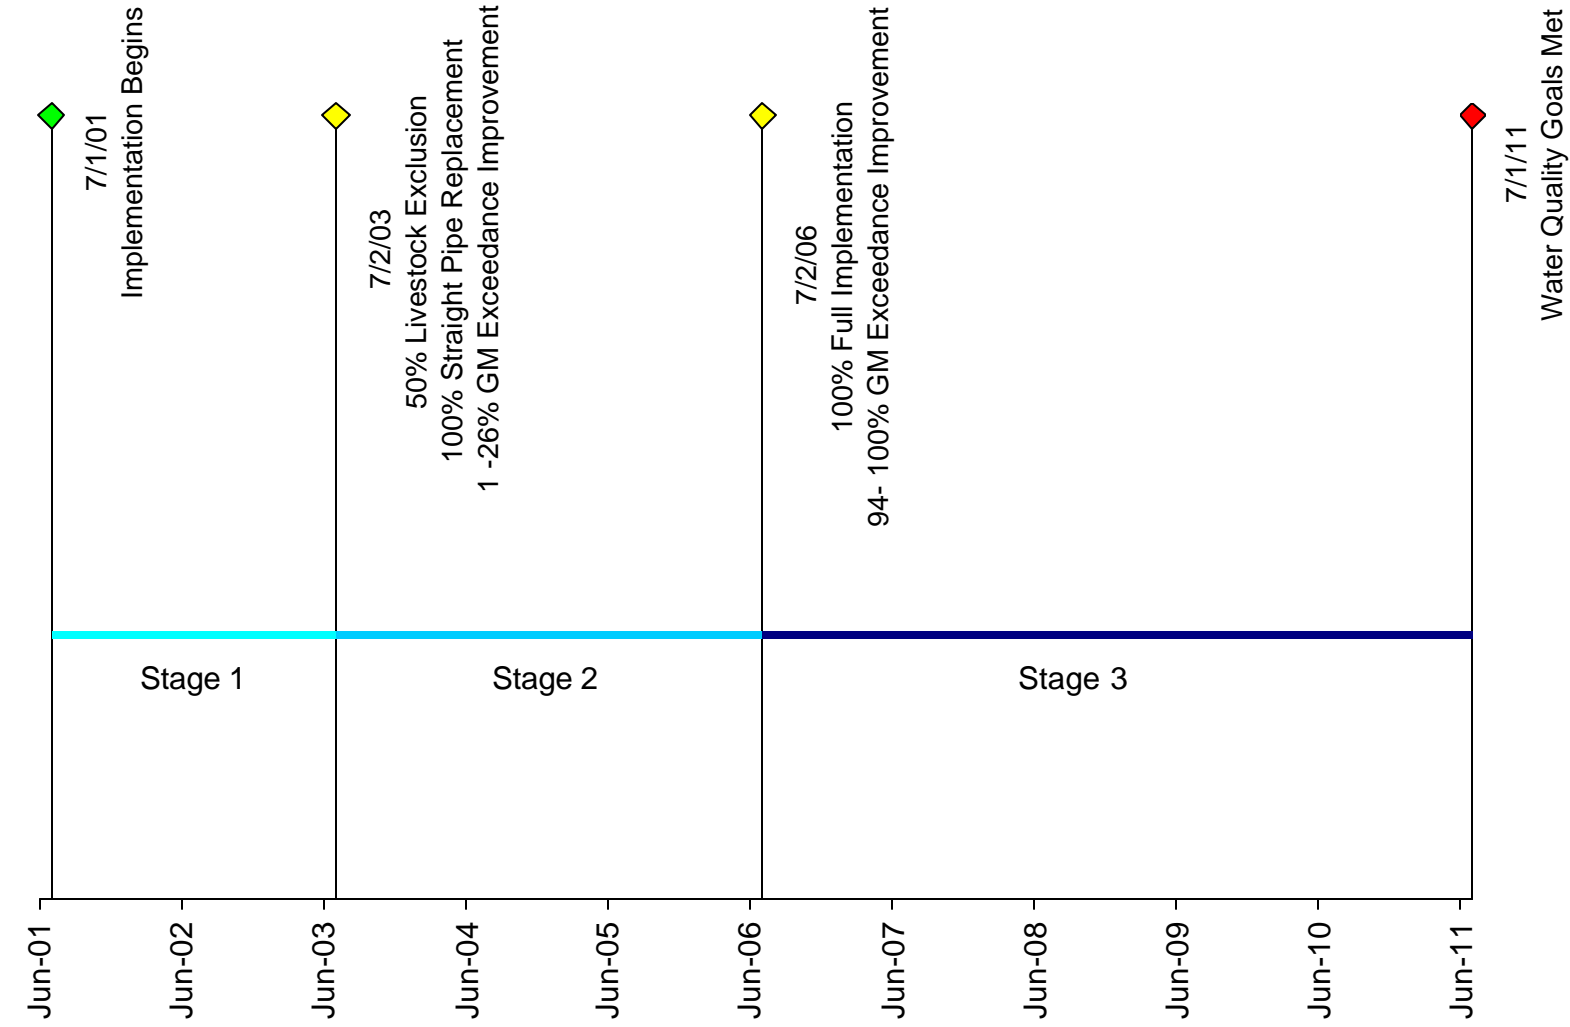 7/1/01
Implementation Begins
7/2/03
50% Livestock Exclusion
100% Straight Pipe Replacement
1 -26% GM Exceedance Improvement
7/2/06
100% Full Implementation
94- 100% GM Exceedance Improvement
7/1/11
Water Quality Goals Met
Stage 1
Stage 2
Stage 3
Jun-01
Jun-02
Jun-03
Jun-04
Jun-05
Jun-06
Jun-07
Jun-08
Jun-09
Jun-10
Jun-11